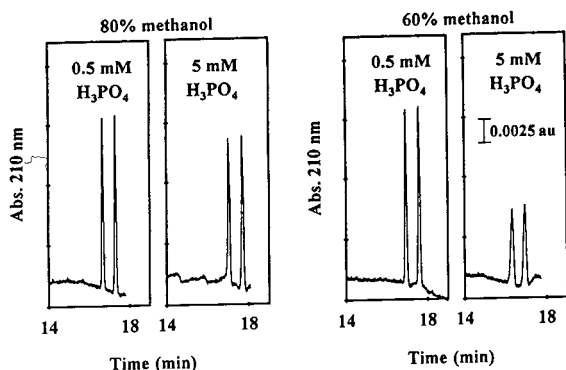 80% methanol
0.5 mM
H₃PO₄
5 mM
H₃PO₄
Abs. 210 nm
14 18 14 18
Time (min)
60% methanol
0.5 mM
H₃PO₄
5 mM
H₃PO₄
0.0025 au
Abs. 210 nm
14 18 14 18
Time (min)